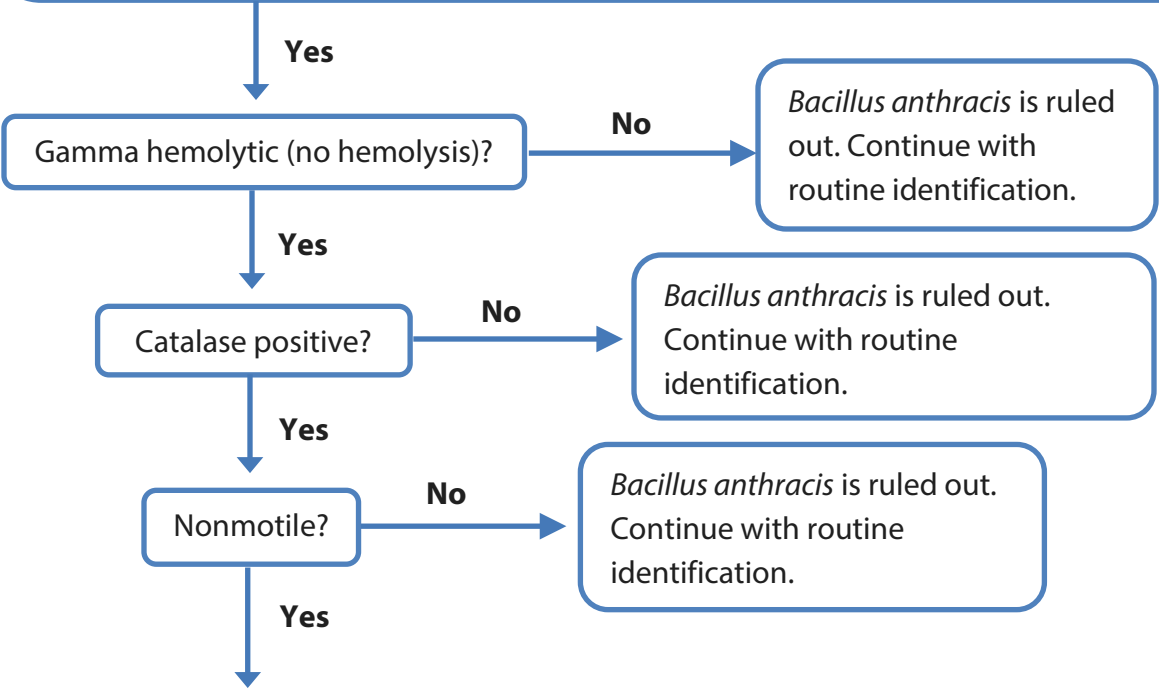 Yes
Gamma hemolytic (no hemolysis)?
No
Bacillus anthracis is ruled
out. Continue with
routine identification.
Yes
Catalase positive?
No
Bacillus anthracis is ruled out.
Continue with routine
identification.
Yes
Nonmotile?
No
Bacillus anthracis is ruled out.
Continue with routine
identification.
Yes